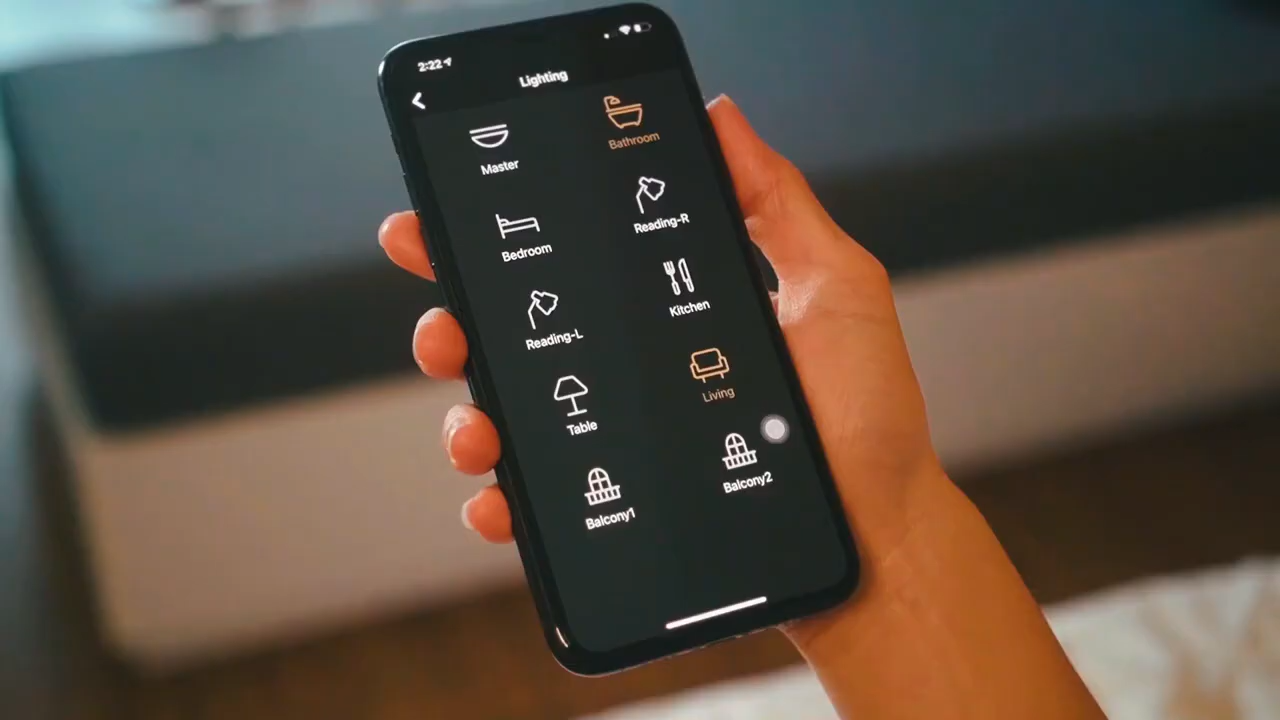 2:22
Lighting
Master
Bathroom
Bedroom
Reading-R
Reading-L
Kitchen
Table
Living
Balcony1
Balcony2